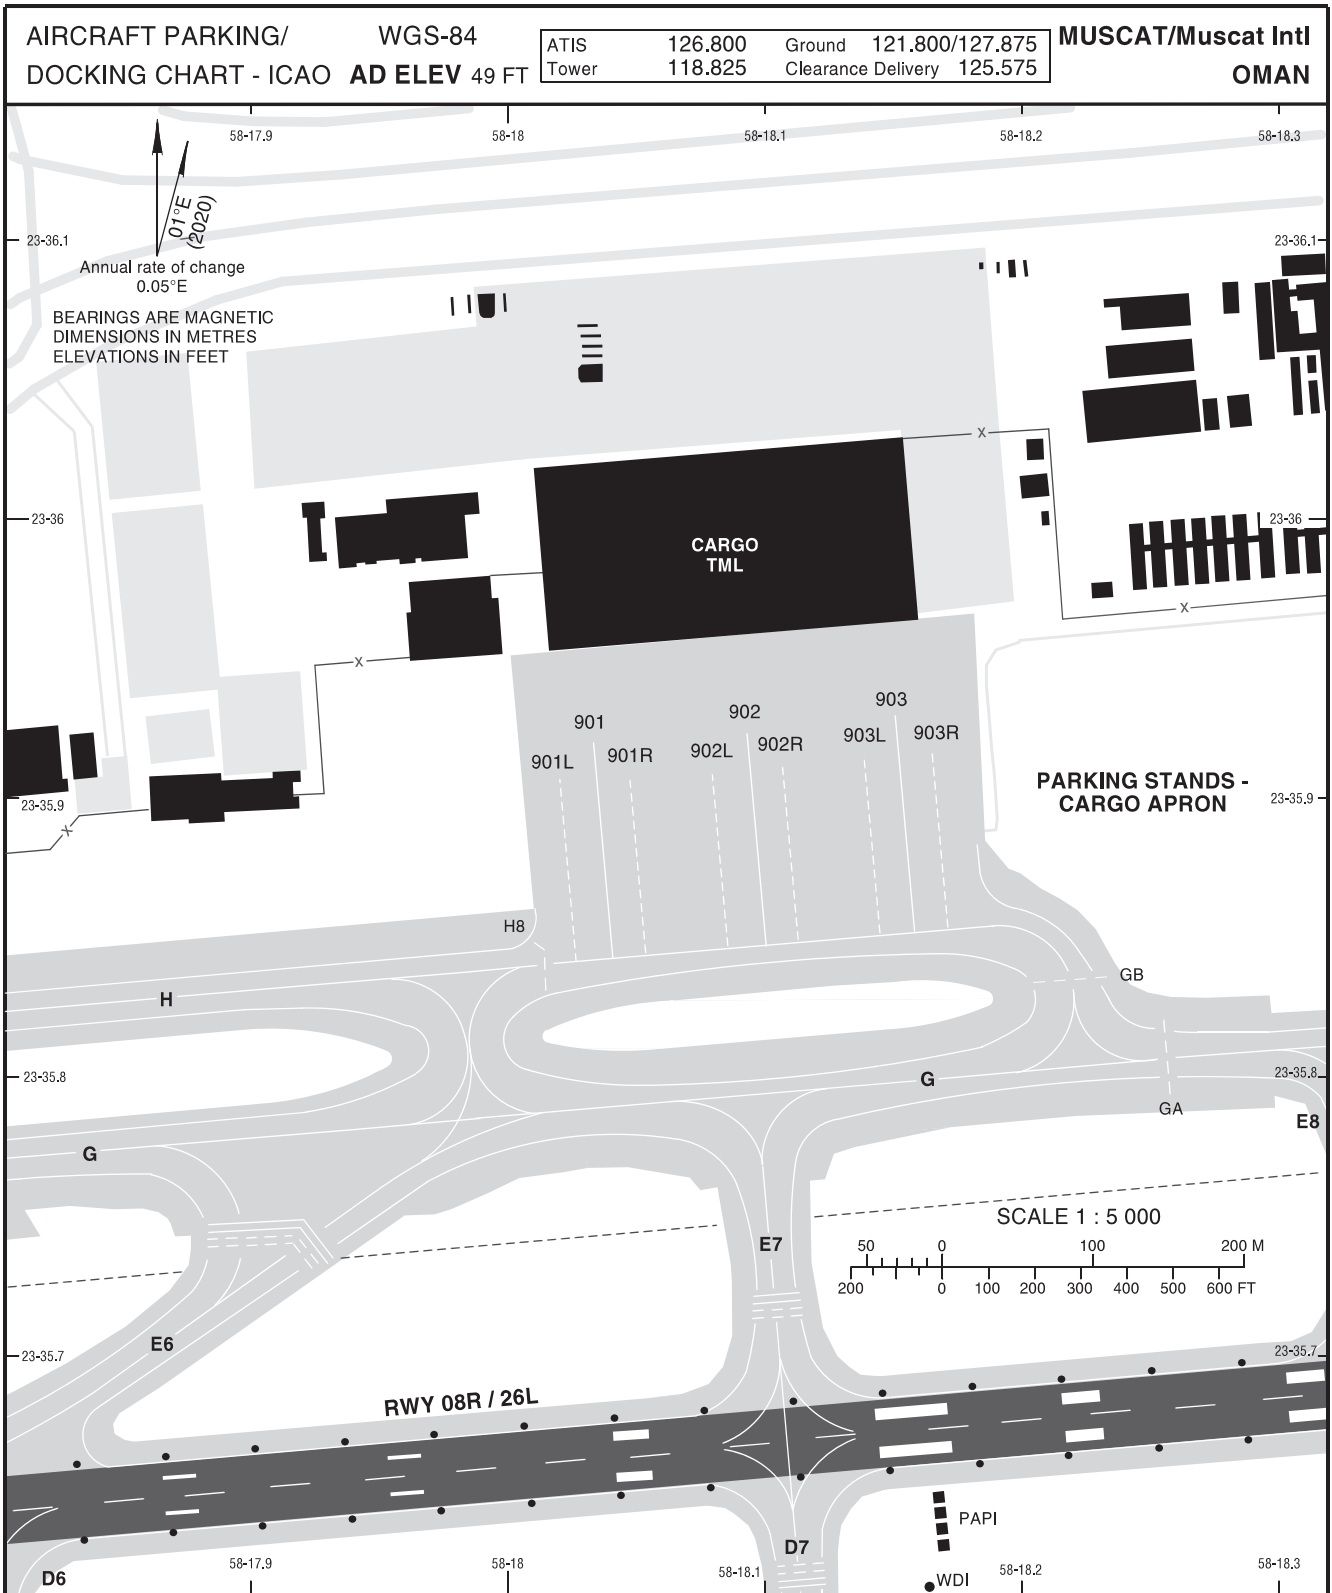 AIRCRAFT PARKING/ WGS-84
DOCKING CHART - ICAO AD ELEV 49 FT
ATIS 126.800 Ground 121.800/127.875
Tower 118.825 Clearance Delivery 125.575
MUSCAT/Muscat Intl
OMAN
58-17.9 58-18 58-18.1 58-18.2 58-18.3
01°E
(2020)
23-36.1 23-36.1
Annual rate of change
0.05°E
BEARINGS ARE MAGNETIC
DIMENSIONS IN METRES
ELEVATIONS IN FEET
X
23-36 23-36
CARGO
TML
X
X
903
902
901
903L 903R
902L 902R
901L 901R
PARKING STANDS -
CARGO APRON
23-35.9 23-35.9
X
H8
GB
H
23-35.8 G 23-35.8
GA
E8
G
SCALE 1 : 5 000
E7
50 0 100 200 M
200 0 100 200 300 400 500 600 FT
E6
23-35.7 23-35.7
RWY 08R / 26L
PAPI
D7
58-17.9 58-18 58-18.1 58-18.2 58-18.3
D6
WDI